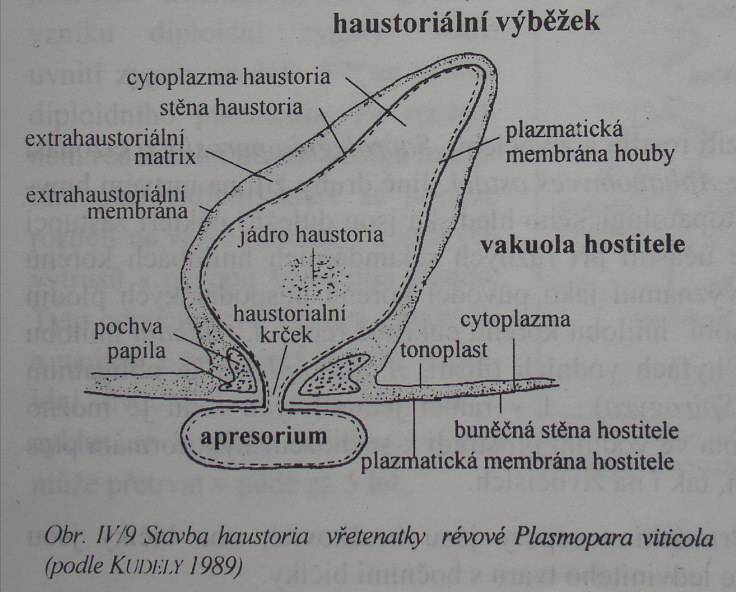 haustoriální výběžek
cytoplazma haustoria
stěna haustoria
extrahaustoriální
matrix
plazmatická
membrána houby
extrahaustoriální
membrána
jádro haustoria
vakuola hostitele
haustorialní
krček
pochva
papila
cytoplazma
tonoplast
apresorium
buněčná stěna hostitele
plazmatická membrána hostitele
Obr. IV/9 Stavba haustoria vřetenatky révové Plasmopara viticola
(podle KUDELY 1989)